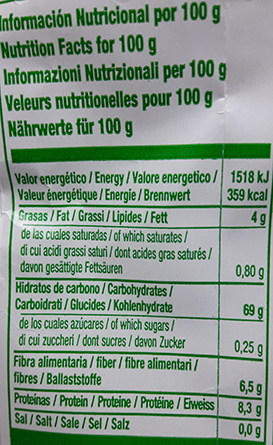 Información Nutricional por 100 g
Nutrition Facts for 100 g
Informazioni Nutrizionali per 100 g
Veleurs nutritionelles pour 100 g
Nährwerte für 100 g
Valor energético / Energy / Valore energetico / 1518 kJ
Valeur énergétique / Energie / Brennwert 359 kcal
Grasas / Fat / Grassi / Lipides / Fett 4 g
de las cuales saturadas / of which saturates /
di cui acidi grassi saturi / dont acides gras saturés /
davon gesättigte Fettsäuren 0,80 g
Hidratos de carbono / Carbohydrates /
Carboidrati / Glucides / Kohlenhydrate 69 g
de los cuales azúcares / of which sugars /
di cui zuccheri / dont sucres / davon Zucker 0,25 g
Fibra alimentaria / fiber / fibre alimentari /
fibres / Ballaststoffe 6,5 g
Proteínas / Protein / Proteine / Protéine / Eiweiss 8,3 g
Sal / Salt / Sale / Sel / Salz 0,0 g